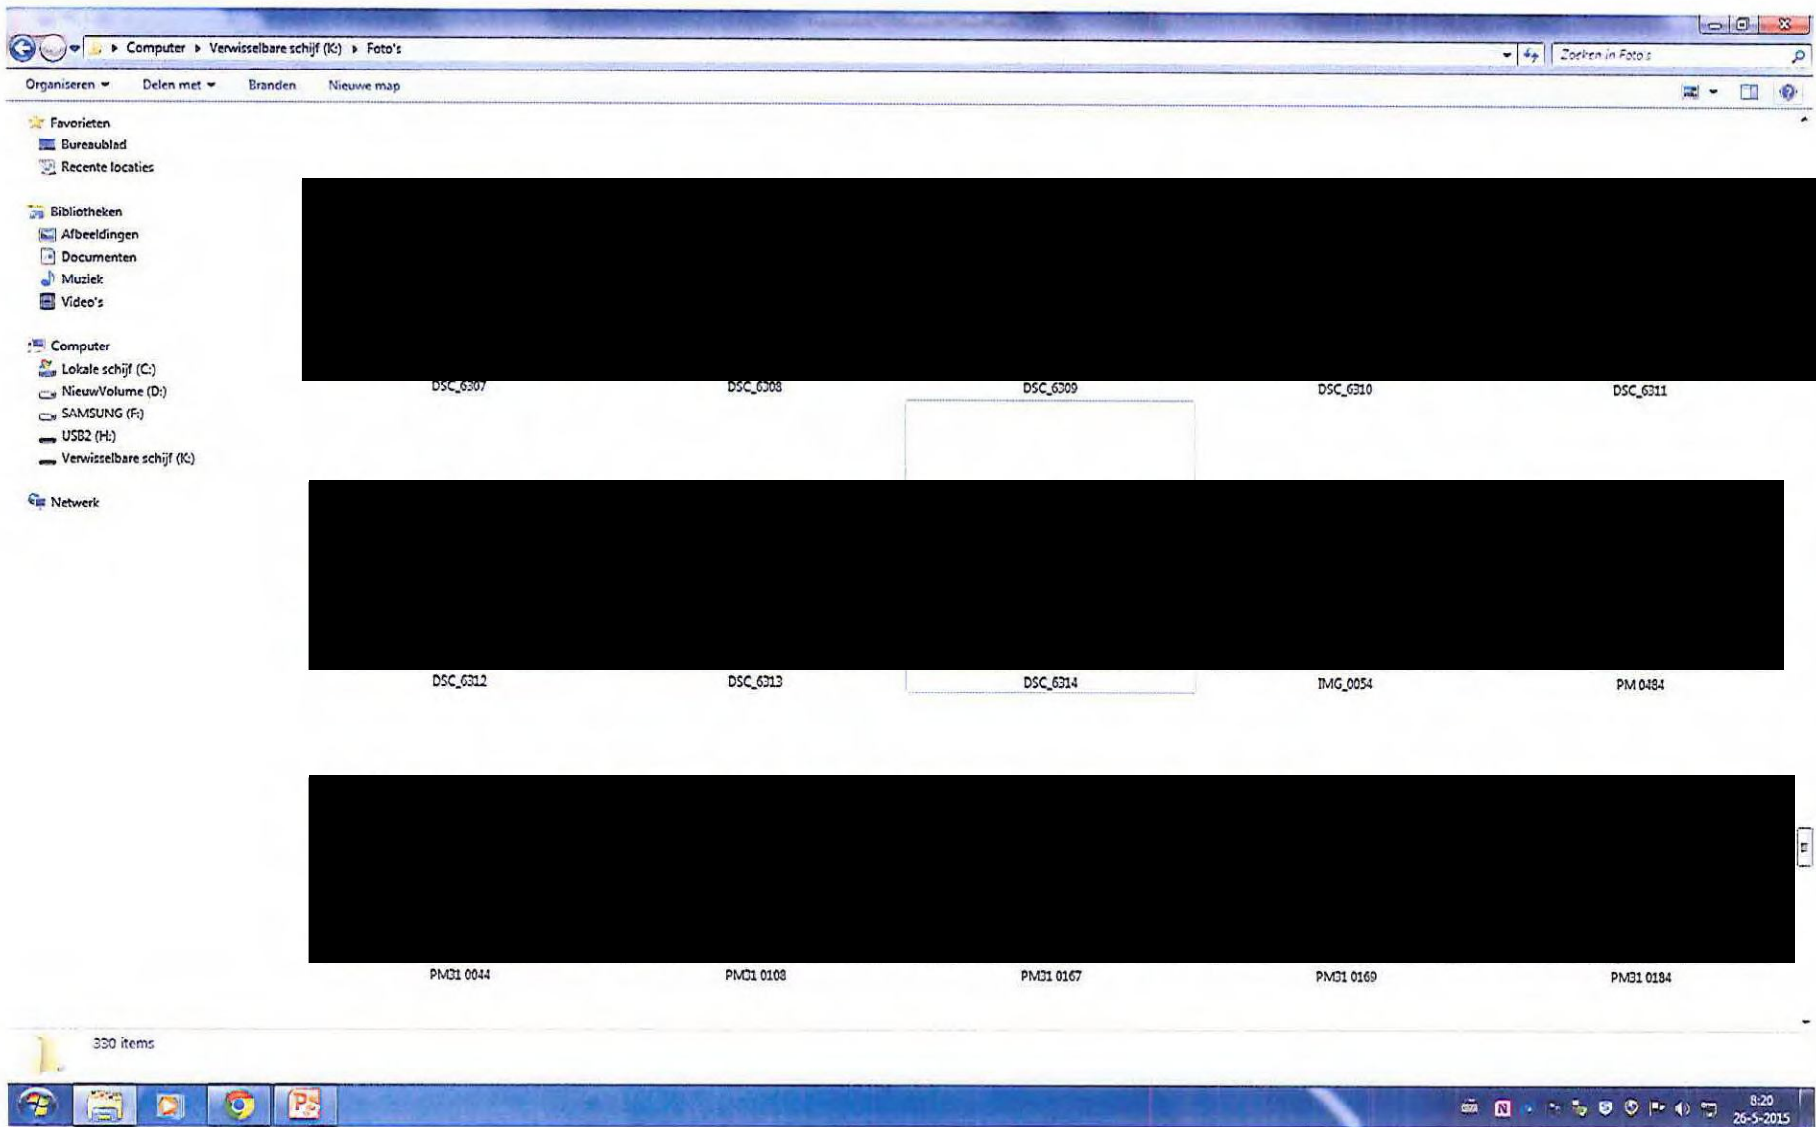 Computer ▸ Verwisselbare schijf (K:) ▸ Foto's
Zoeken in Foto's
Organiseren Delen met Branden Nieuwe map
Favorieten
Bureaublad
Recente locaties
Bibliotheken
Afbeeldingen
Documenten
Muziek
Video's
Computer
Lokale schijf (C:)
NieuwVolume (D:)
SAMSUNG (F:)
USB2 (H:)
Verwisselbare schijf (K:)
Netwerk
DSC_6307 DSC_6308 DSC_6309 DSC_6310 DSC_6311
DSC_6312 DSC_6313 DSC_6314 IMG_0054 PM 0484
PM31 0044 PM31 0108 PM31 0167 PM31 0169 PM31 0184
330 items
8:20
26-5-2015